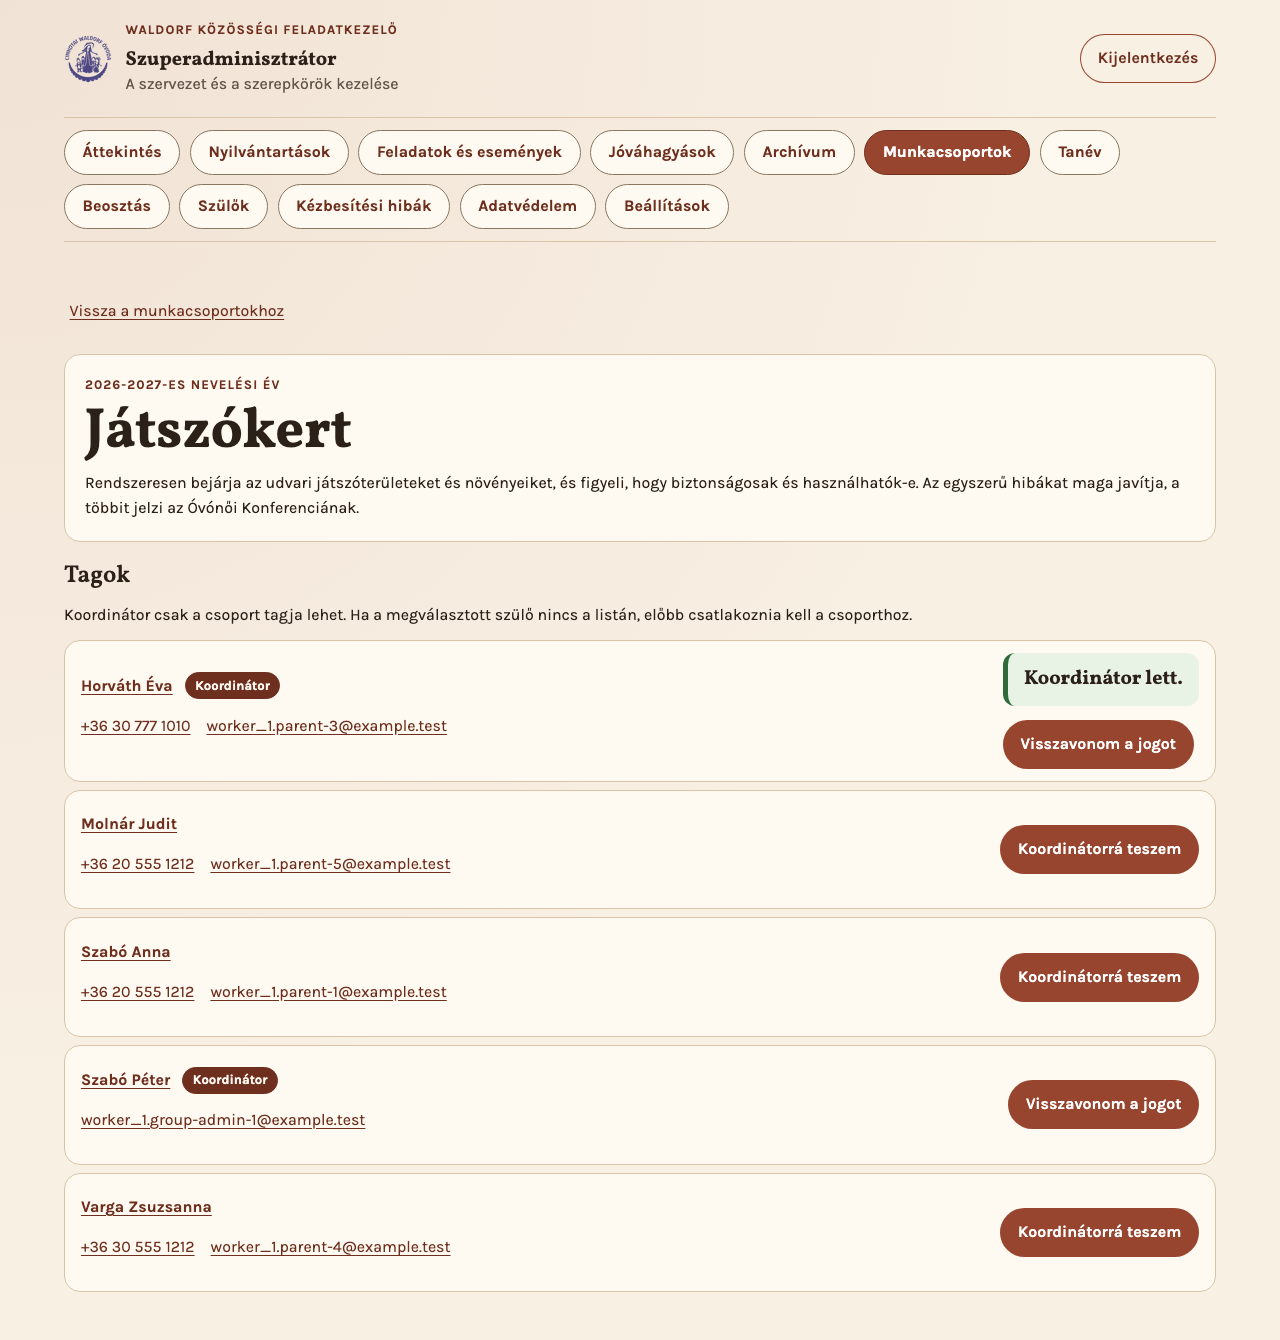 WALDORF KÖZÖSSÉGI FELADATKEZELŐ
Szuperadminisztrátor
A szervezet és a szerepkörök kezelése
Kijelentkezés
Áttekintés
Nyilvántartások
Feladatok és események
Jóváhagyások
Archívum
Munkacsoportok
Tanév
Beosztás
Szülők
Kézbesítési hibák
Adatvédelem
Beállítások
Vissza a munkacsoportokhoz
2026-2027-ES NEVELÉSI ÉV
Játszókert
Rendszeresen bejárja az udvari játszóterületeket és növényeiket, és figyeli, hogy biztonságosak és használhatók-e. Az egyszerű hibákat maga javítja, a
többit jelzi az Óvónői Konferenciának.
Tagok
Koordinátor csak a csoport tagja lehet. Ha a megválasztott szülő nincs a listán, előbb csatlakoznia kell a csoporthoz.
Horváth Éva Koordinátor
+36 30 777 1010 worker_1.parent-3@example.test
Koordinátor lett.
Visszavonom a jogot
Molnár Judit
+36 20 555 1212 worker_1.parent-5@example.test
Koordinátorrá teszem
Szabó Anna
+36 20 555 1212 worker_1.parent-1@example.test
Koordinátorrá teszem
Szabó Péter Koordinátor
worker_1.group-admin-1@example.test
Visszavonom a jogot
Varga Zsuzsanna
+36 30 555 1212 worker_1.parent-4@example.test
Koordinátorrá teszem